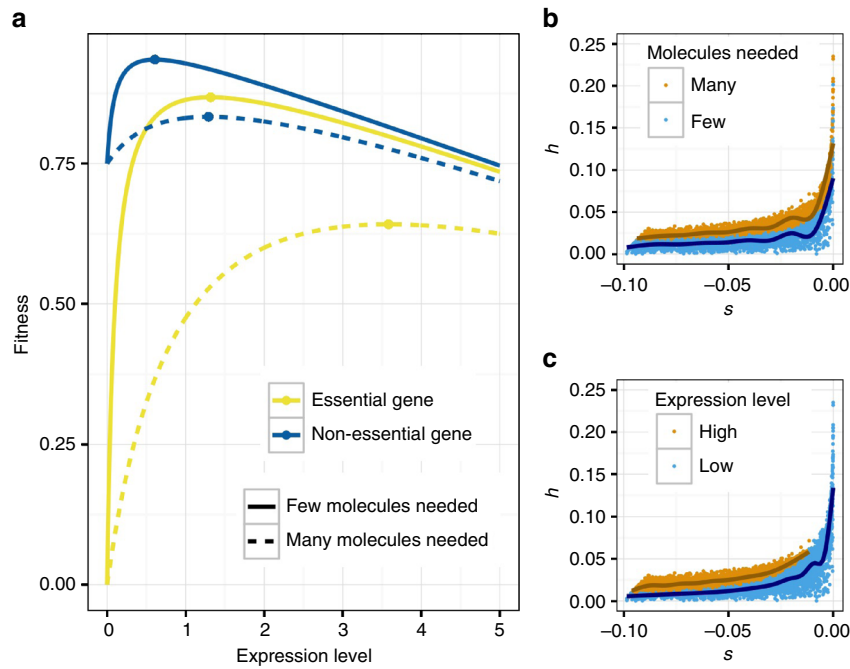 a
Fitness
0.75
0.50
0.25
0.00
0
1
2
3
4
5
Expression level
Essential gene
Non-essential gene
Few molecules needed
Many molecules needed
b
h
0.25
0.20
0.15
0.10
0.05
0.00
Molecules needed
Many
Few
−0.10
−0.05
0.00
s
c
h
0.25
0.20
0.15
0.10
0.05
0.00
Expression level
High
Low
−0.10
−0.05
0.00
s